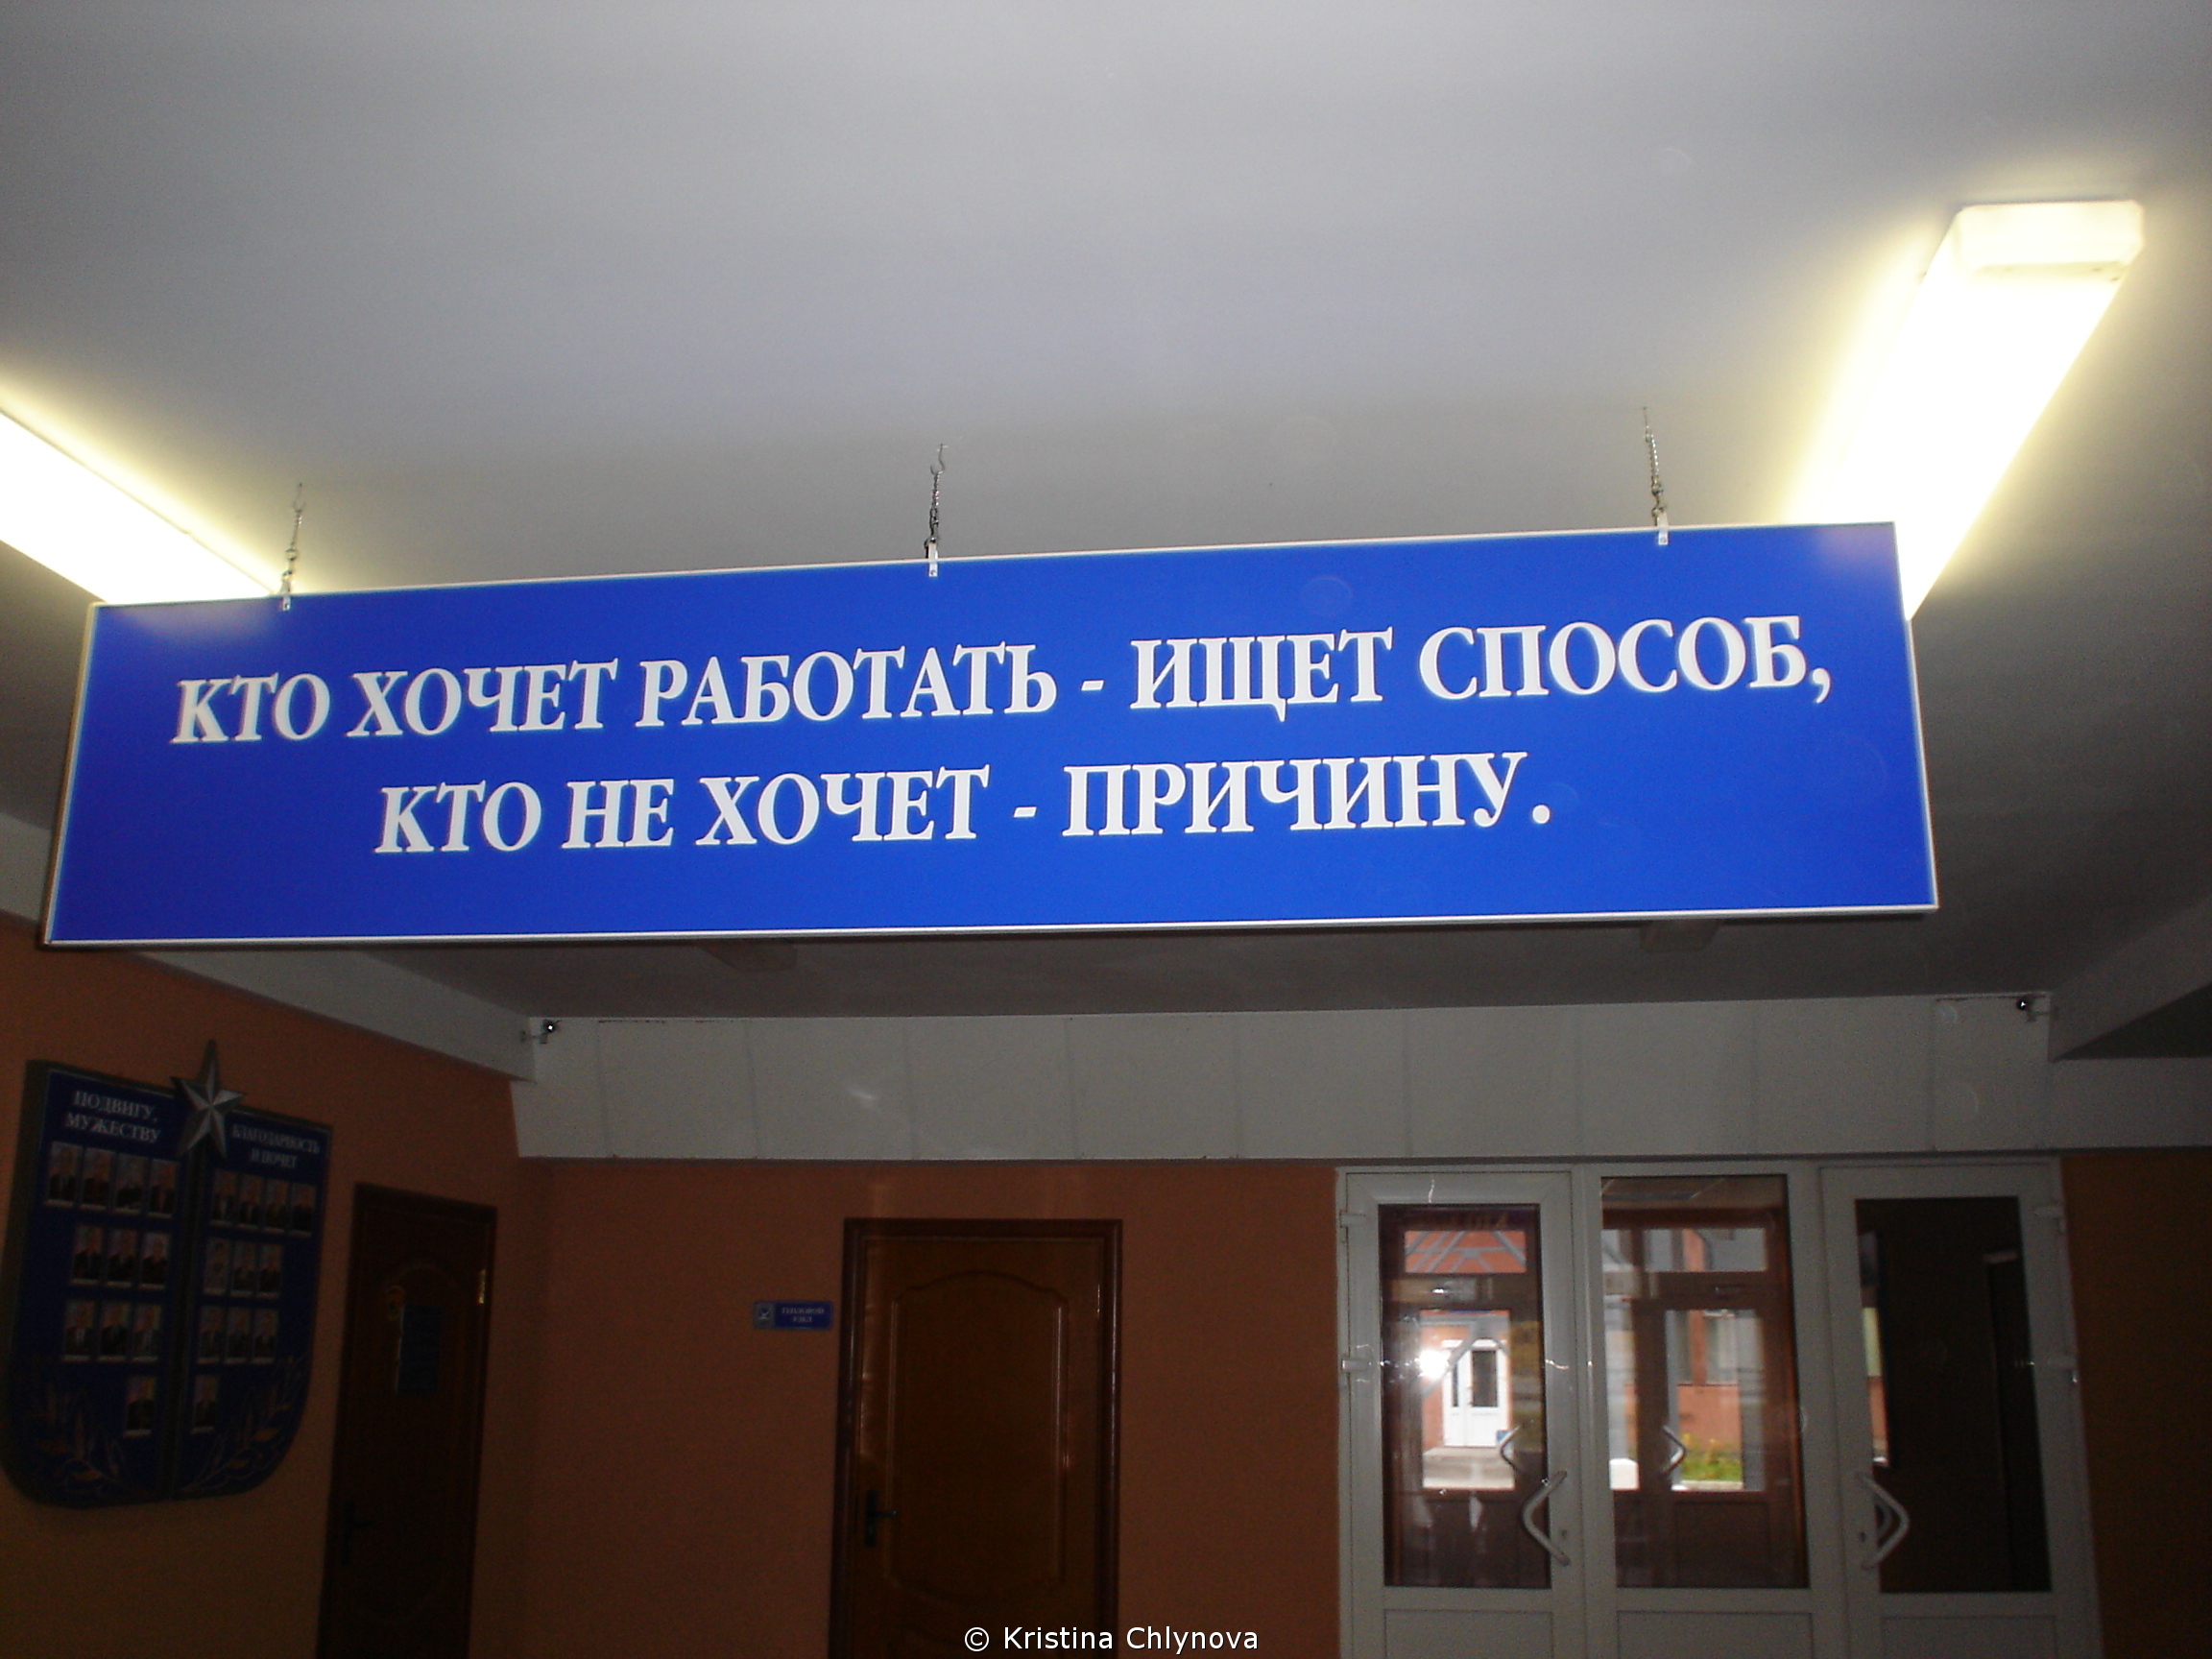 КТО ХОЧЕТ РАБОТАТЬ - ИЩЕТ СПОСОБ,
КТО НЕ ХОЧЕТ - ПРИЧИНУ.
ПОДВИГУ,
МУЖЕСТВУ
БЛАГОДАРНОСТЬ
И ПОЧЕТ
© Kristina Chlynova